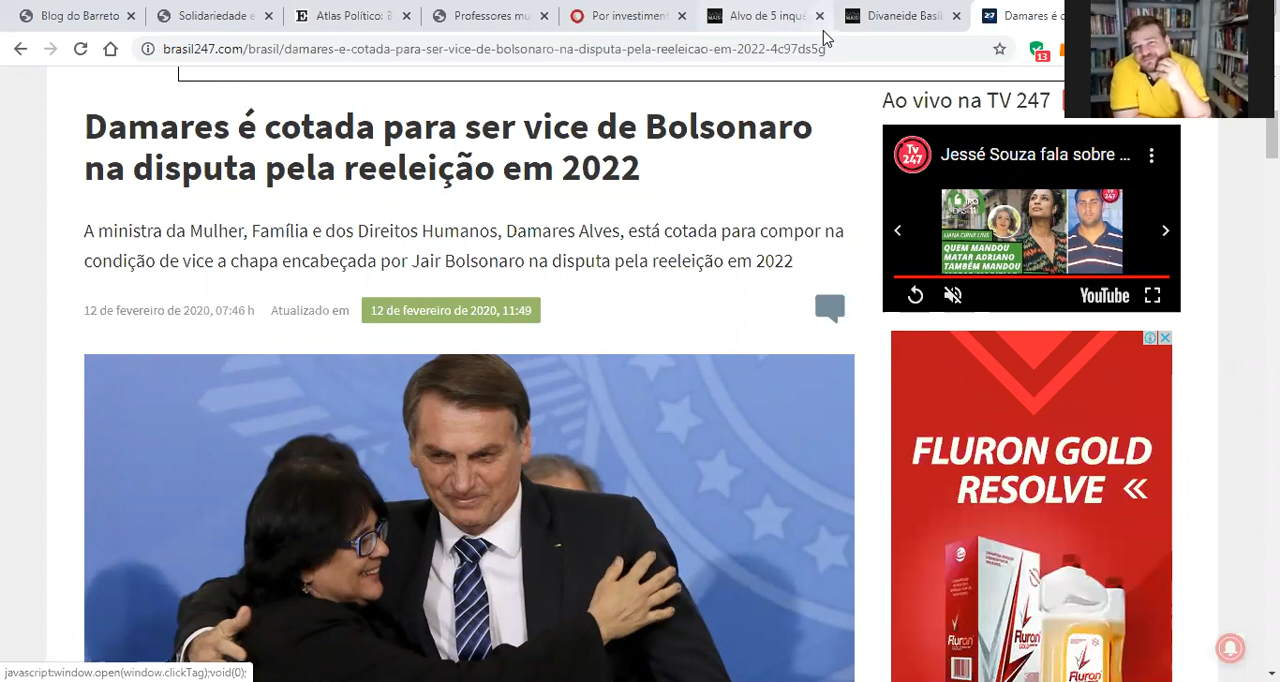 Blog do Barreto
Solidariedade e
Atlas Político:
Professores mu
Por investiment
Alvo de 5 inqu
Divaneide Basí
Damares é c
brasil247.com/brasil/damares-e-cotada-para-ser-vice-de-bolsonaro-na-disputa-pela-reeleicao-em-2022-4c97ds5g
13
Damares é cotada para ser vice de Bolsonaro
na disputa pela reeleição em 2022
A ministra da Mulher, Família e dos Direitos Humanos, Damares Alves, está cotada para compor na
condição de vice a chapa encabeçada por Jair Bolsonaro na disputa pela reeleição em 2022
12 de fevereiro de 2020, 07:46 h Atualizado em 12 de fevereiro de 2020, 11:49
Ao vivo na TV 247
Tv 247
Jessé Souza fala sobre ...
QUEM MANDOU
MATAR ADRIANO
TAMBÉM MANDOU
YouTube
FLURON GOLD
RESOLVE
Fluron
Fluron
javascript:window.open(window.clickTag);void(0);